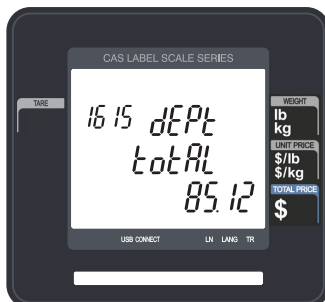 CAS LABEL SCALE SERIES
TARE
1615 dEPt
totAL
85.12
WEIGHT
lb
kg
UNIT PRICE
$/lb
$/kg
TOTAL PRICE
$
USB CONNECT LN LANG TR